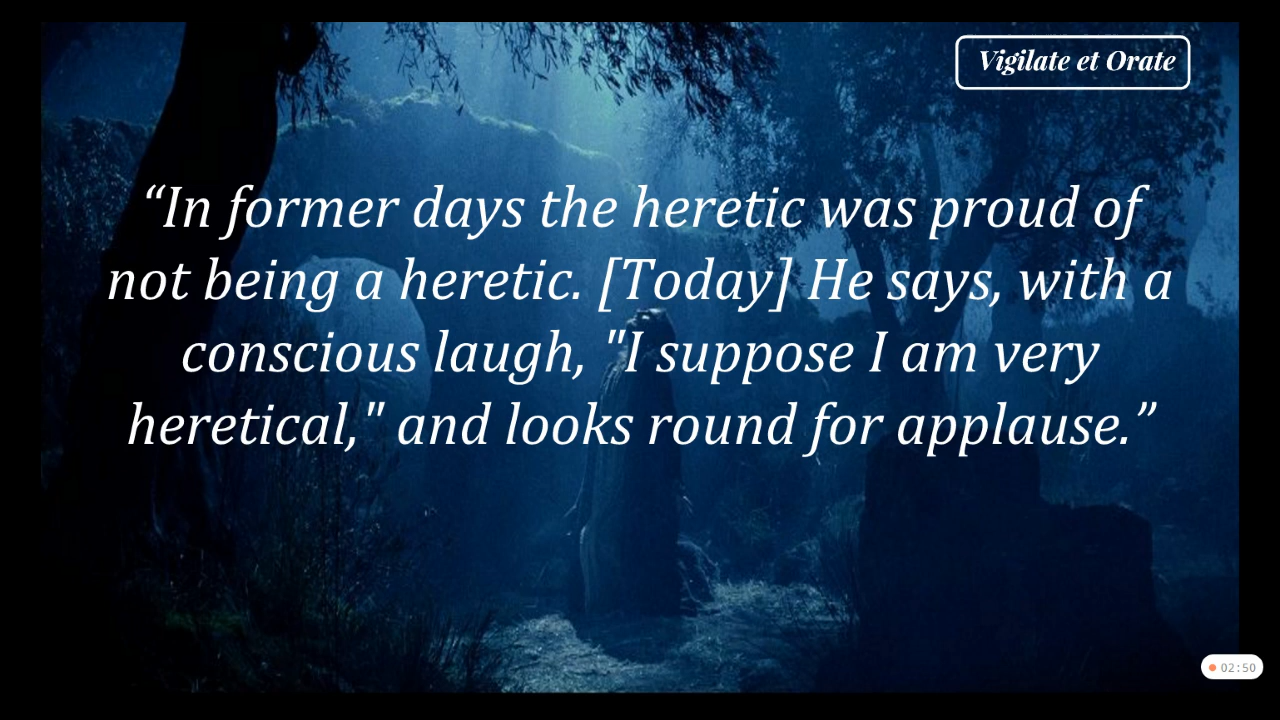 Vigilate et Orate
“In former days the heretic was proud of
not being a heretic. [Today] He says, with a
conscious laugh, "I suppose I am very
heretical," and looks round for applause.”
02:50